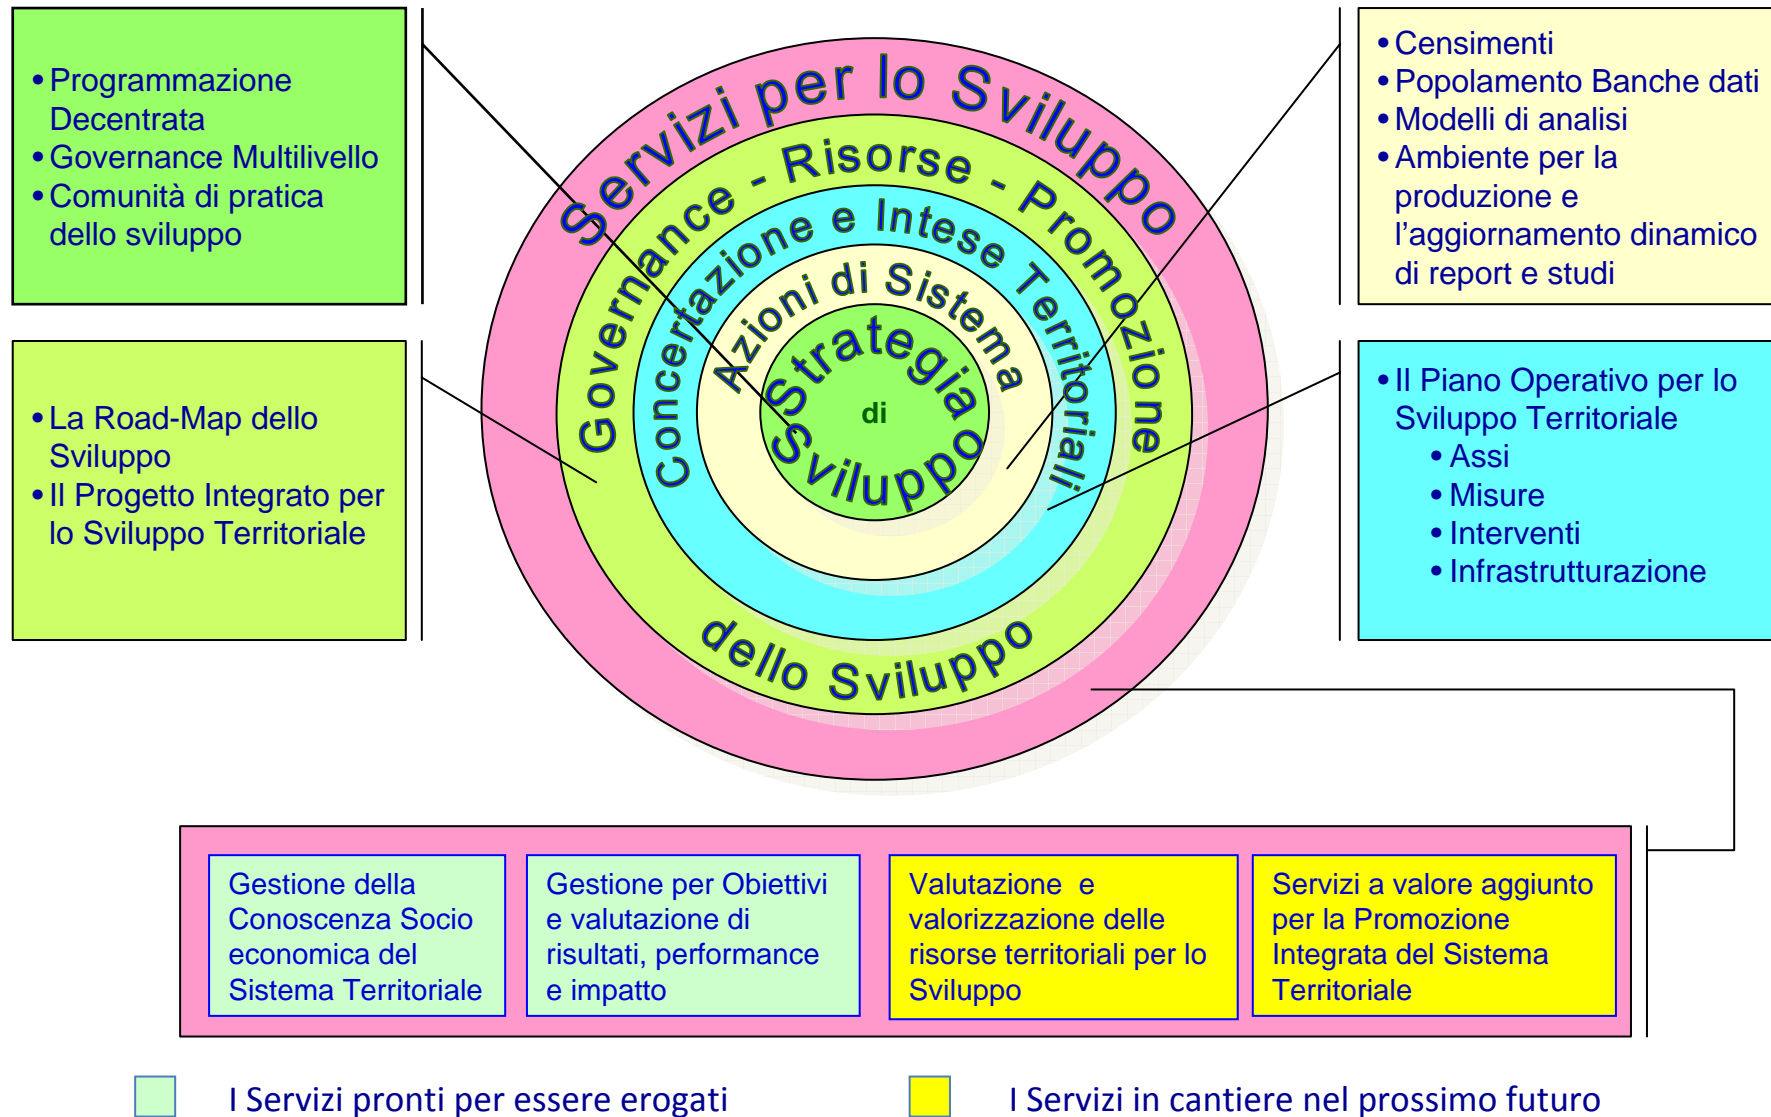 • Programmazione
Decentrata
• Governance Multilivello
• Comunità di pratica
dello sviluppo
• La Road-Map dello
Sviluppo
• Il Progetto Integrato per
lo Sviluppo Territoriale
Servizi per lo Sviluppo
Governance - Risorse - Promozione
dello Sviluppo
Concertazione e Intese Territoriali
Azioni di Sistema
Strategia
di
Sviluppo
• Censimenti
• Popolamento Banche dati
• Modelli di analisi
• Ambiente per la
produzione e
l’aggiornamento dinamico
di report e studi
• Il Piano Operativo per lo
Sviluppo Territoriale
• Assi
• Misure
• Interventi
• Infrastrutturazione
Gestione della
Conoscenza Socio
economica del
Sistema Territoriale
Gestione per Obiettivi
e valutazione di
risultati, performance
e impatto
Valutazione e
valorizzazione delle
risorse territoriali per lo
Sviluppo
Servizi a valore aggiunto
per la Promozione
Integrata del Sistema
Territoriale
I Servizi pronti per essere erogati
I Servizi in cantiere nel prossimo futuro